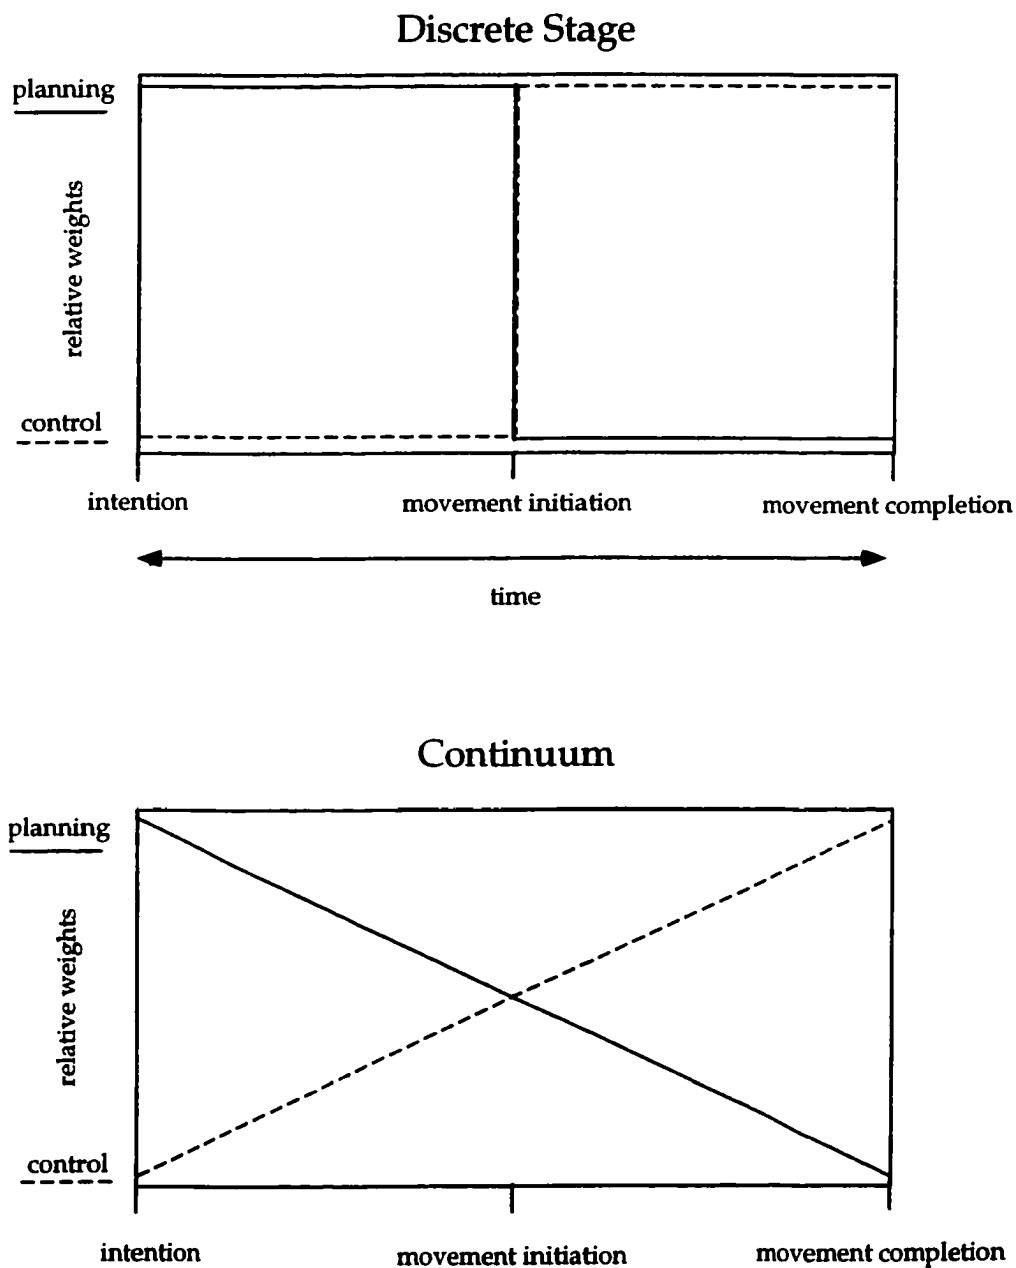 Discrete Stage
planning
relative weights
control
intention movement initiation movement completion
time
Continuum
planning
relative weights
control
intention movement initiation movement completion